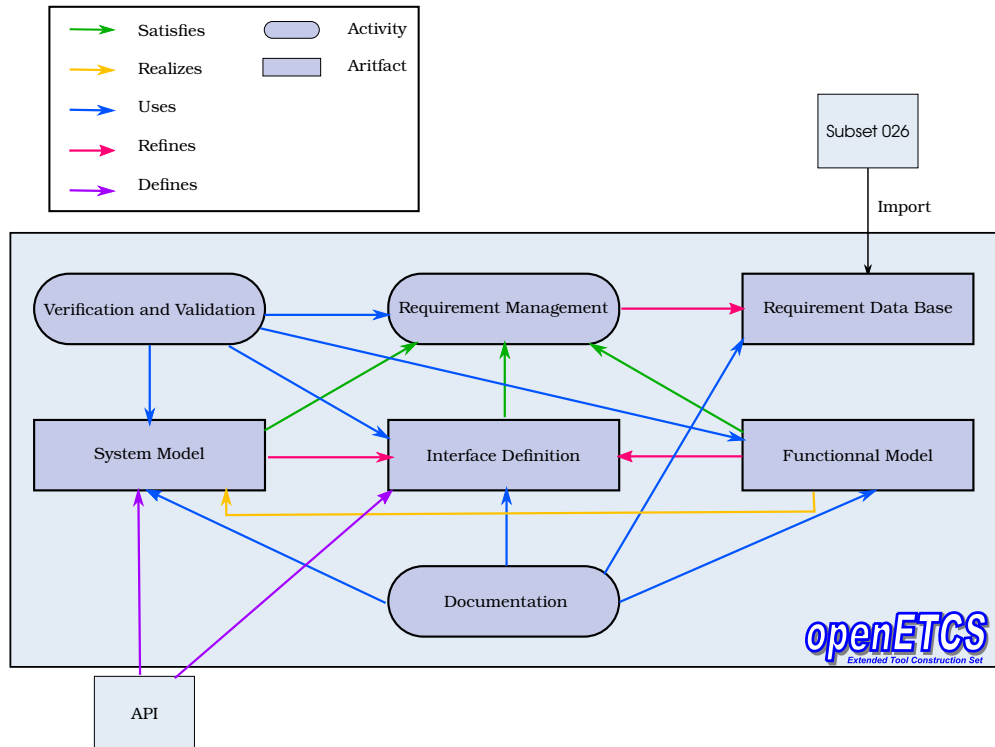 Satisfies
Activity
Realizes
Aritfact
Uses
Refines
Defines
Subset 026
Import
Verification and Validation
Requirement Management
Requirement Data Base
System Model
Interface Definition
Functionnal Model
Documentation
openETCS
Extended Tool Construction Set
API